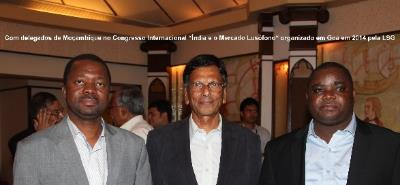 Com delegados de Moçambique no Congresso Internacional "Índia e o Mercado Lusófono" organizado em Goa em 2014 pela LSG